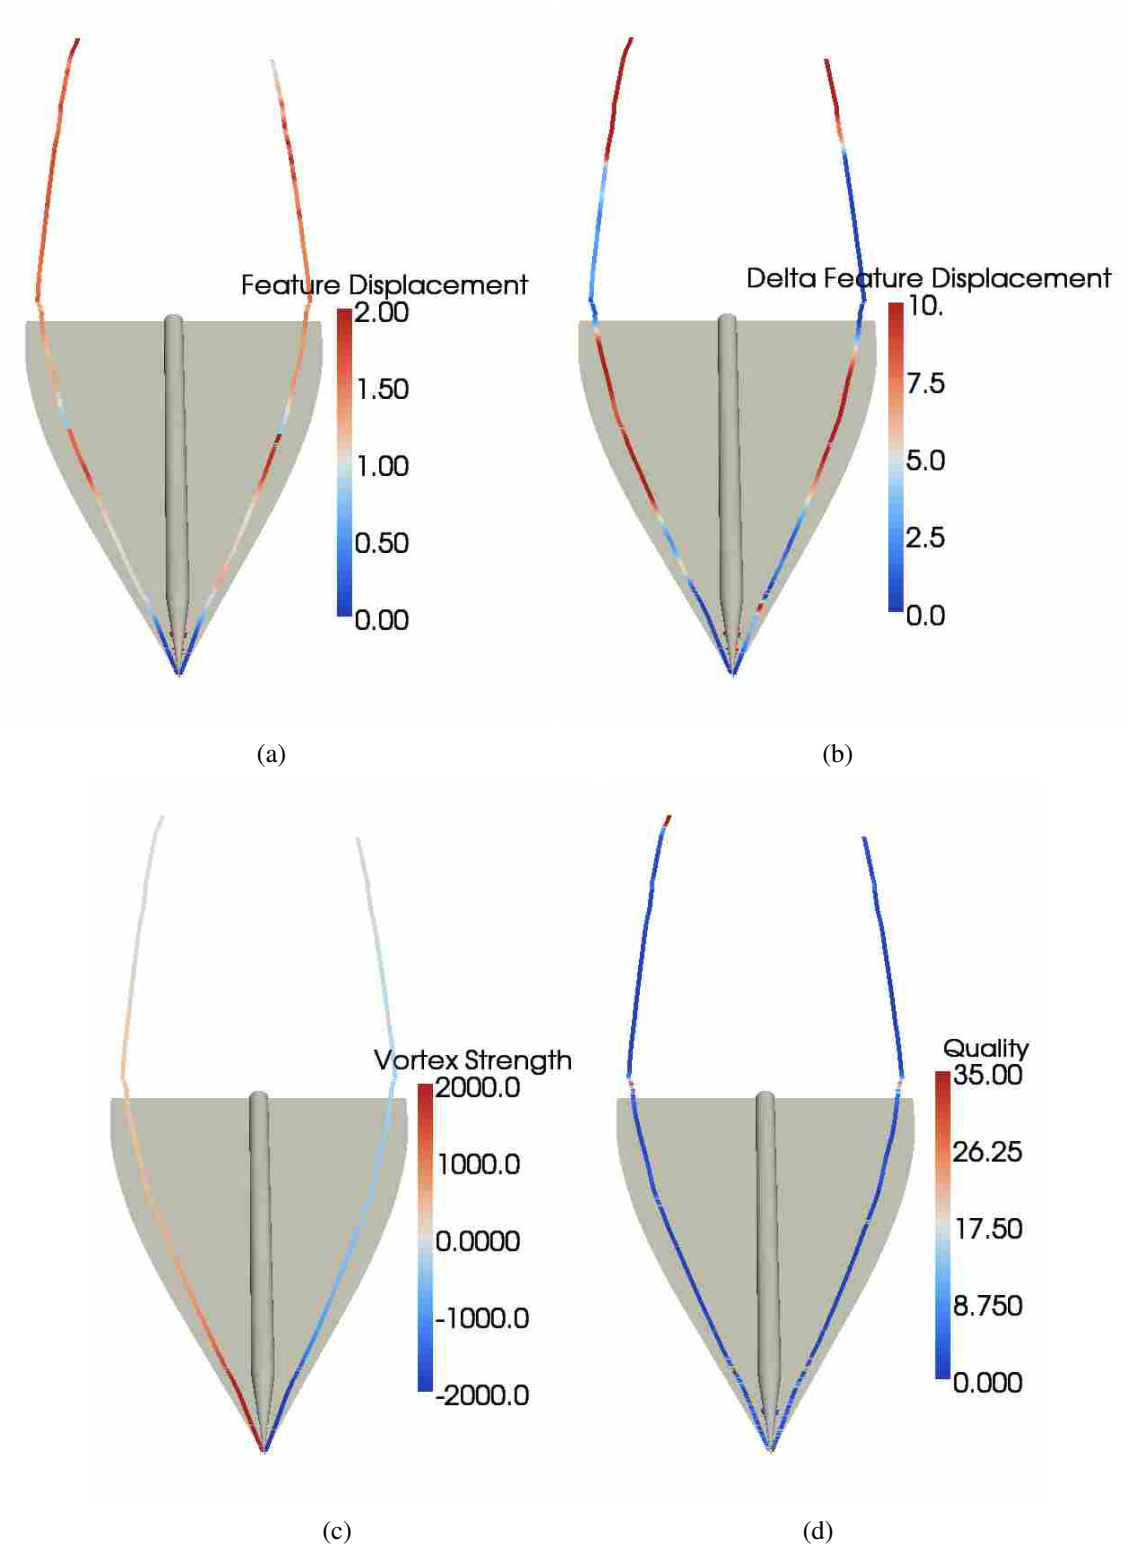 Feature Displacement
2.00
1.50
1.00
0.50
0.00
(a)
Delta Feature Displacement
10.
7.5
5.0
2.5
0.0
(b)
Vortex Strength
2000.0
1000.0
0.0000
-1000.0
-2000.0
(c)
Quality
35.00
26.25
17.50
8.750
0.000
(d)